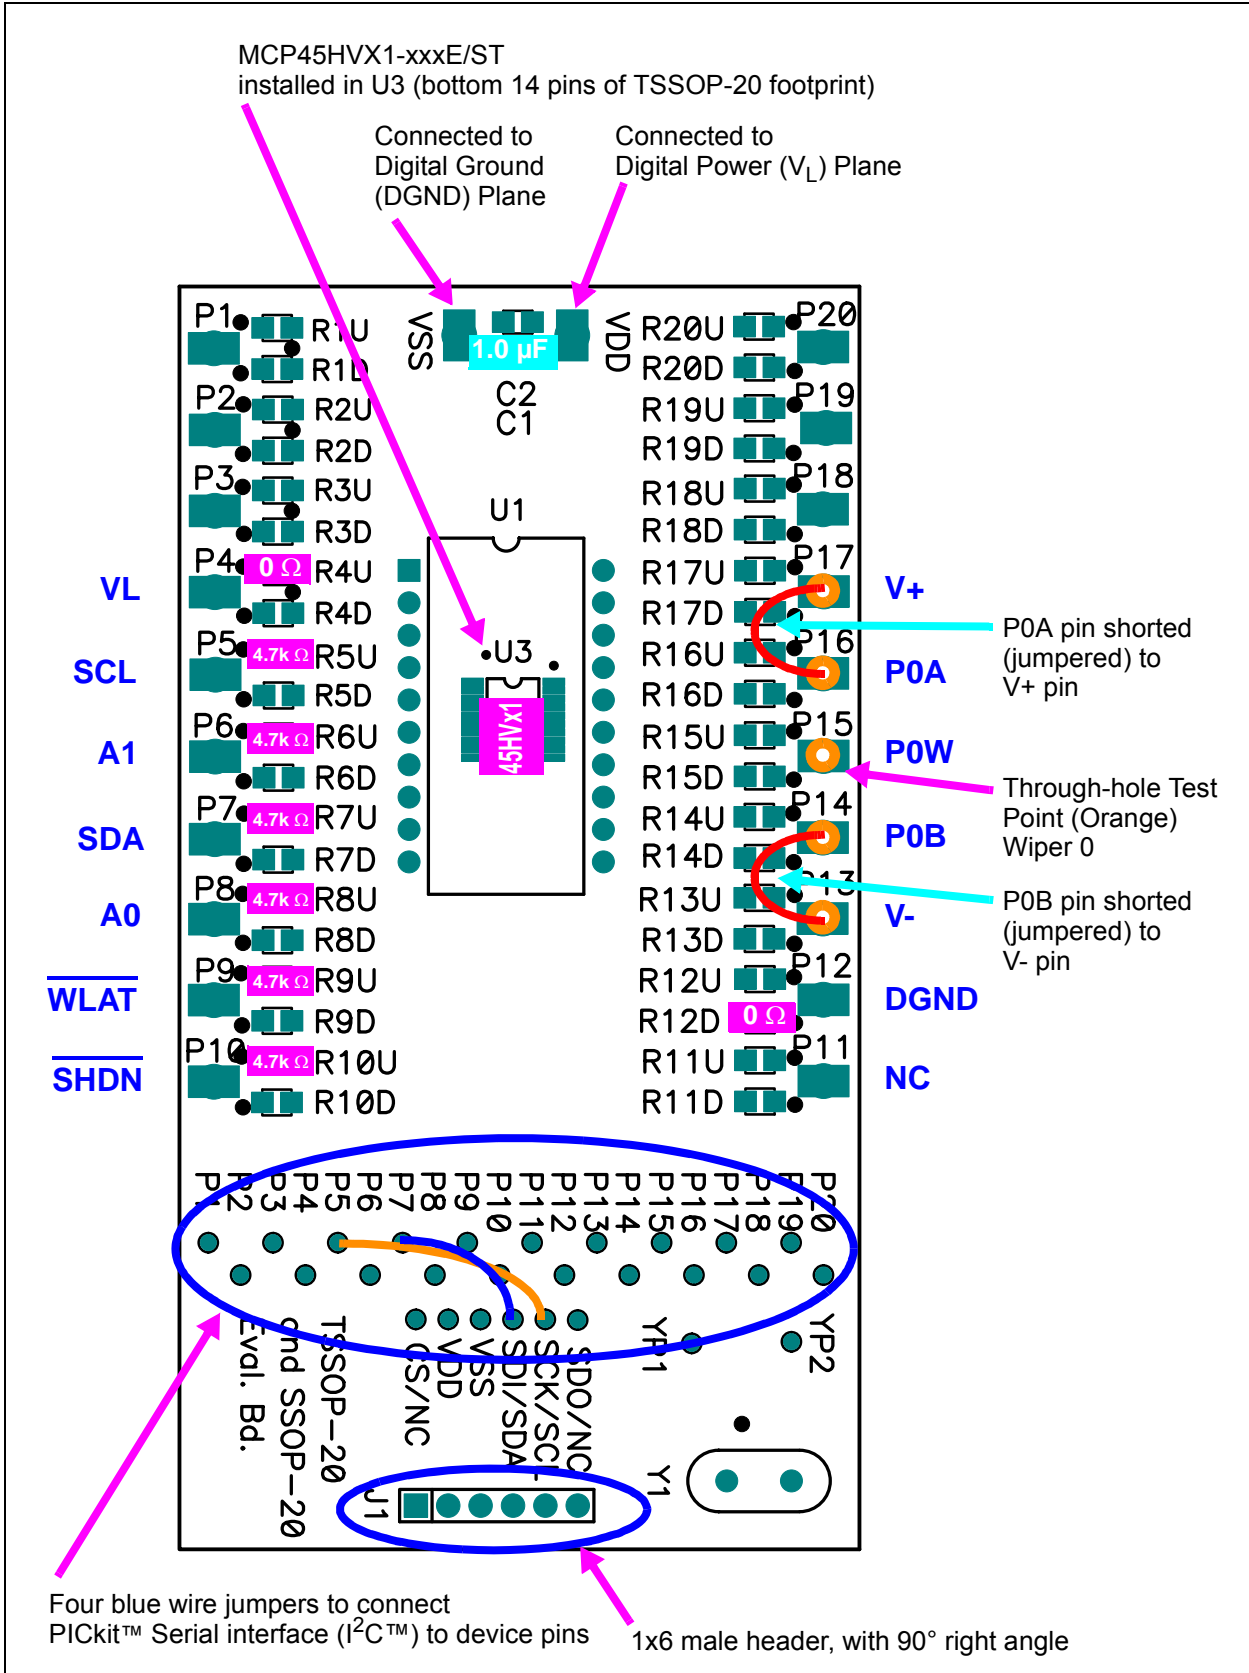 MCP45HVX1-xxxE/ST
installed in U3 (bottom 14 pins of TSSOP-20 footprint)
Connected to
Digital Ground
(DGND) Plane
Connected to
Digital Power (VL) Plane
P1
R1U
R1D
VSS
1.0 µF
VDD
C2
C1
R20U
R20D
P20
P2
R2U
R2D
R19U
R19D
P19
P3
R3U
R3D
R18U
R18D
P18
U1
VL
P4
0 Ω
R4U
R4D
R17U
R17D
P17
V+
SCL
P5
4.7k Ω
R5U
R5D
U3
45HVx1
R16U
R16D
P16
P0A
P0A pin shorted
(jumpered) to
V+ pin
A1
P6
4.7k Ω
R6U
R6D
R15U
R15D
P15
P0W
Through-hole Test
Point (Orange)
Wiper 0
SDA
P7
4.7k Ω
R7U
R7D
R14U
R14D
P14
P0B
P0B pin shorted
(jumpered) to
V- pin
A0
P8
4.7k Ω
R8U
R8D
R13U
R13D
P13
V-
WLAT
P9
4.7k Ω
R9U
R9D
R12U
R12D
0 Ω
P12
DGND
SHDN
P10
4.7k Ω
R10U
R10D
R11U
R11D
P11
NC
P1
P2
P3
P4
P5
P6
P7
P8
P9
P10
P11
P12
P13
P14
P15
P16
P17
P18
P19
P20
TSSOP-20
and SSOP-20
Eval. Bd.
CS/NC
VDD
VSS
SDI/SDA
SCK/SCL
SDO/NC
YP1
YP2
J1
Y1
Four blue wire jumpers to connect
PICkit™ Serial interface (I²C™) to device pins
1x6 male header, with 90° right angle